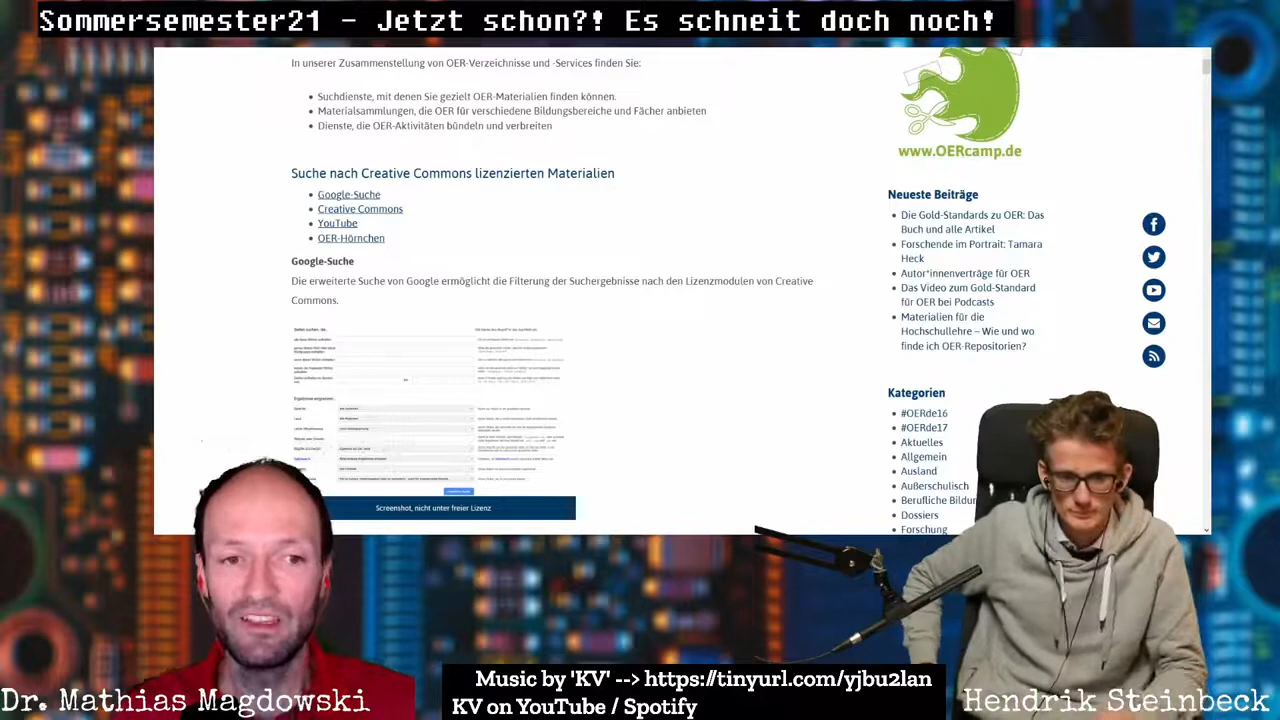 Sommersemester21 - Jetzt schon?! Es schneit doch noch!
In unserer Zusammenstellung von OER-Verzeichnisse und -Services finden Sie:
Suchdienste, mit denen Sie gezielt OER-Materialien finden können.
Materialsammlungen, die OER für verschiedene Bildungsbereiche und Fächer anbieten
Dienste, die OER-Aktivitäten bündeln und verbreiten
Suche nach Creative Commons lizenzierten Materialien
Google-Suche
Creative Commons
YouTube
OER-Hörnchen
Google-Suche
Die erweiterte Suche von Google ermöglicht die Filterung der Suchergebnisse nach den Lizenzmodulen von Creative
Commons.
Screenshot, nicht unter freier Lizenz
www.OERcamp.de
Neueste Beiträge
Die Gold-Standards zu OER: Das
Buch und alle Artikel
Forschende im Portrait: Tamara
Heck
Autor*innenverträge für OER
Das Video zum Gold-Standard
für OER bei Podcasts
Materialien für die
Hochschullehre – Wie und wo
finde ich OER-Repositorien?
Kategorien
#OERde16
#OERde17
Aktuelles
Allgemein
Ausland
Außerschulisch
Berufliche Bildun
Dossiers
Forschung
Dr. Mathias Magdowski
Music by 'KV' --> https://tinyurl.com/yjbu2lan
KV on YouTube / Spotify
Hendrik Steinbeck